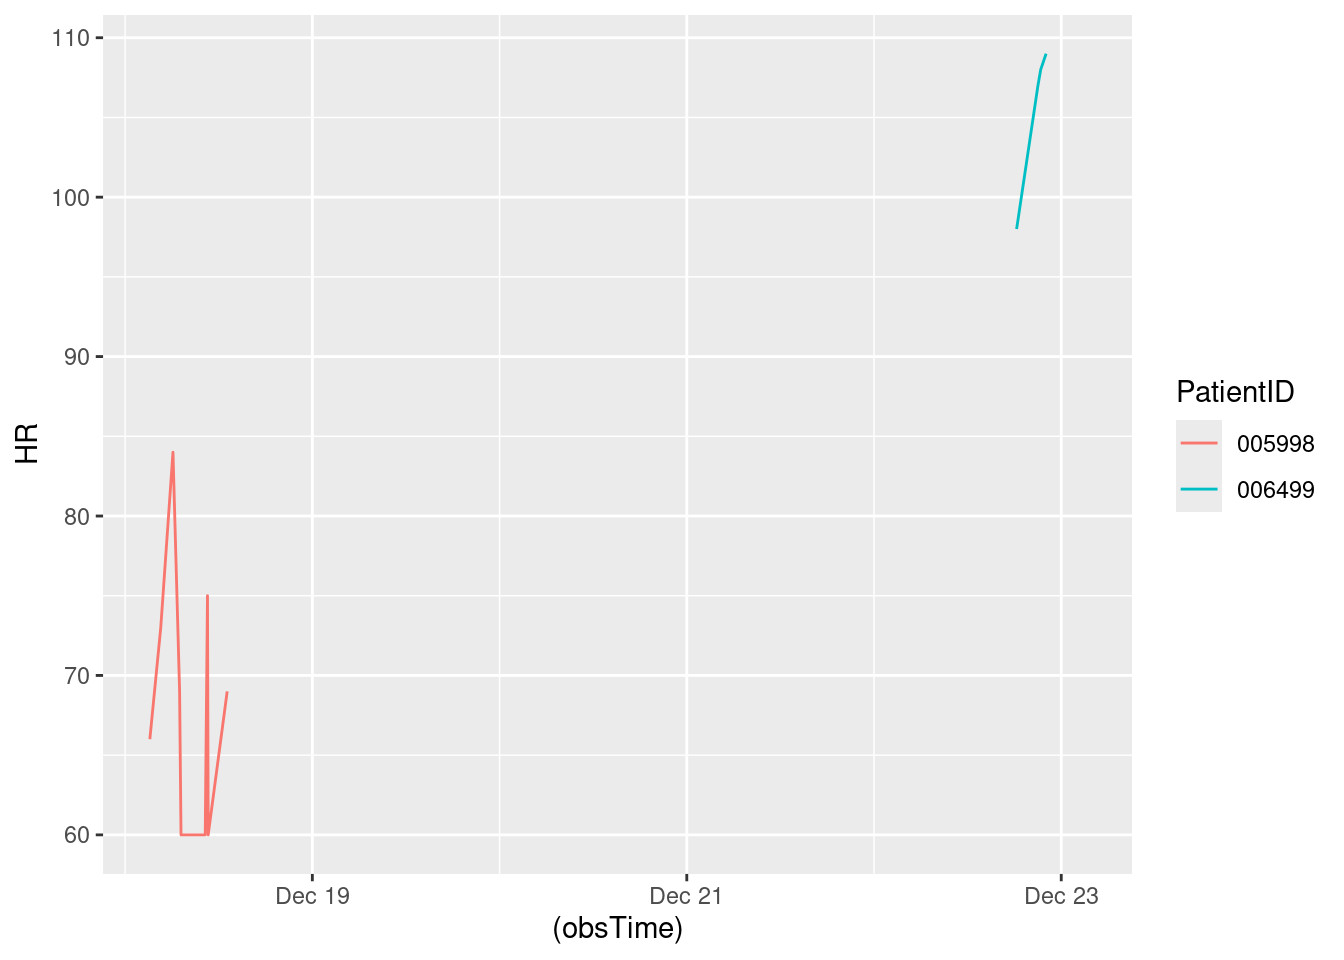 110
100
90
80
70
60
HR
Dec 19
Dec 21
Dec 23
(obsTime)
PatientID
005998
006499